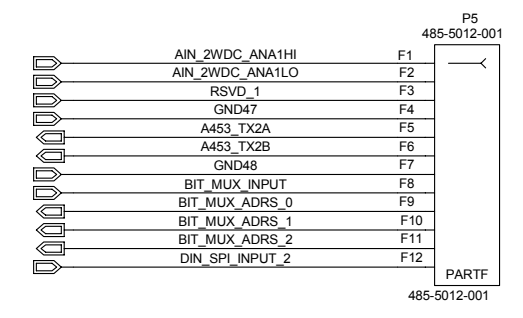 P5
485-5012-001
AIN_2WDC_ANA1HI F1
AIN_2WDC_ANA1LO F2
RSVD_1 F3
GND47 F4
A453_TX2A F5
A453_TX2B F6
GND48 F7
BIT_MUX_INPUT F8
BIT_MUX_ADRS_0 F9
BIT_MUX_ADRS_1 F10
BIT_MUX_ADRS_2 F11
DIN_SPI_INPUT_2 F12
PARTF
485-5012-001